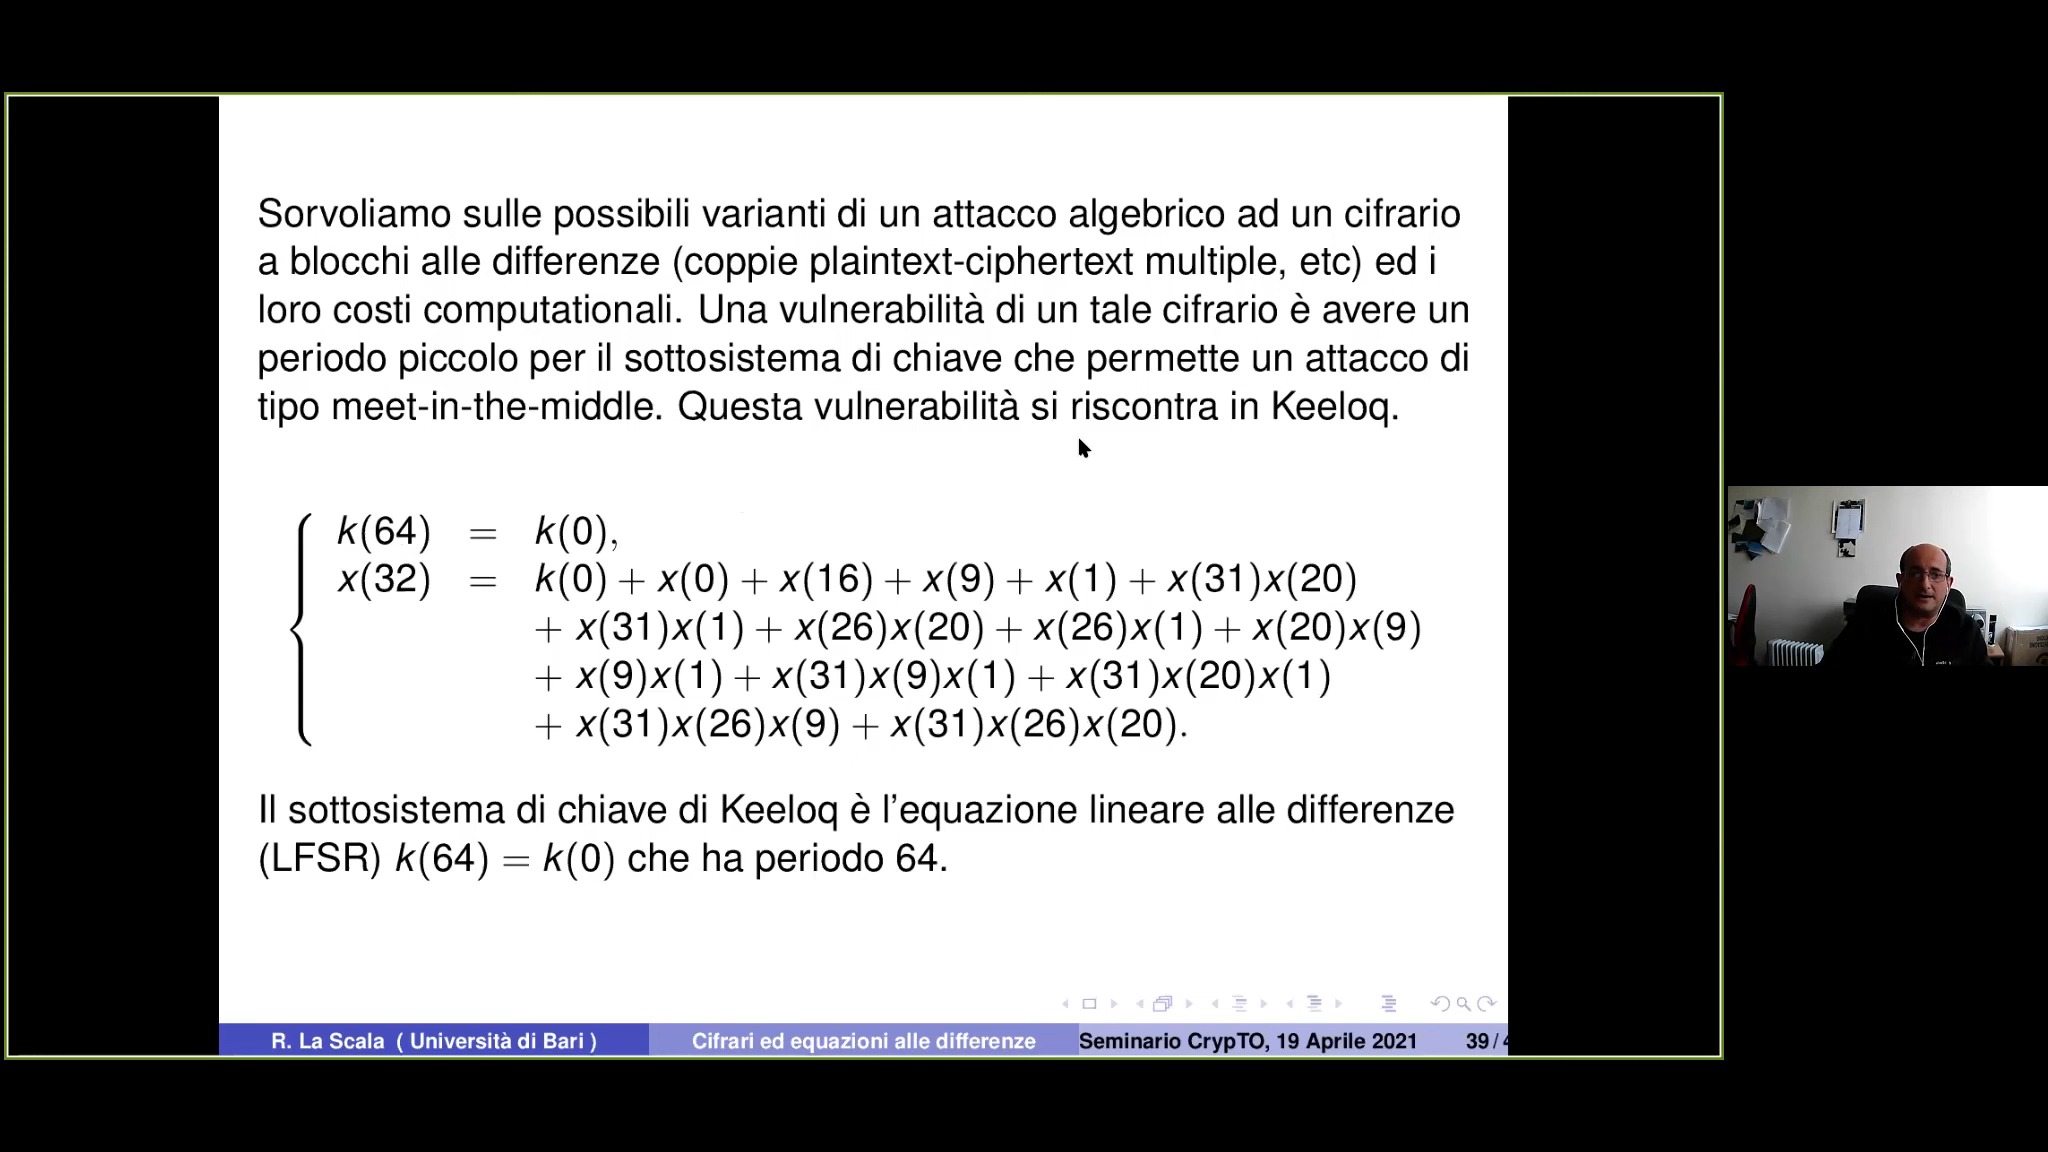 Sorvoliamo sulle possibili varianti di un attacco algebrico ad un cifrario
a blocchi alle differenze (coppie plaintext-ciphertext multiple, etc) ed i
loro costi computationali. Una vulnerabilità di un tale cifrario è avere un
periodo piccolo per il sottosistema di chiave che permette un attacco di
tipo meet-in-the-middle. Questa vulnerabilità si riscontra in Keeloq.
k(64) = k(0),
x(32) = k(0) + x(0) + x(16) + x(9) + x(1) + x(31)x(20)
+ x(31)x(1) + x(26)x(20) + x(26)x(1) + x(20)x(9)
+ x(9)x(1) + x(31)x(9)x(1) + x(31)x(20)x(1)
+ x(31)x(26)x(9) + x(31)x(26)x(20).
Il sottosistema di chiave di Keeloq è l'equazione lineare alle differenze
(LFSR) k(64) = k(0) che ha periodo 64.
R. La Scala ( Università di Bari ) Cifrari ed equazioni alle differenze Seminario CrypTO, 19 Aprile 2021 39 /